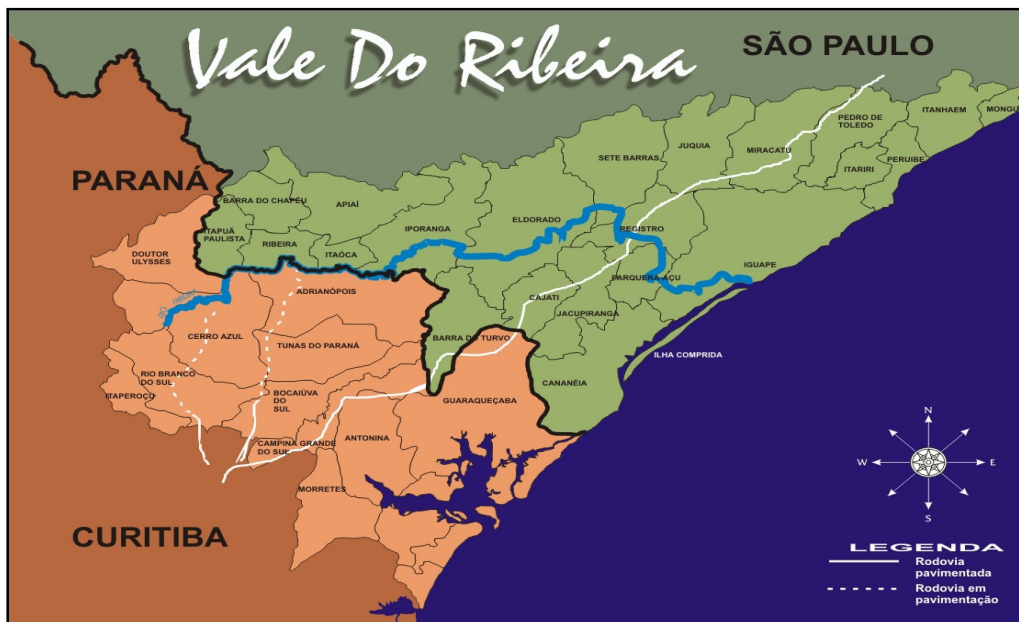 Vale Do Ribeira
SÃO PAULO
PARANÁ
CURITIBA
ITANHAEM
MONGU
PEDRO DE
TOLEDO
JUQUIA
MIRACATU
SETE BARRAS
PERUIBE
ITARIRI
BARRA DO CHAPÉU
APIAÍ
IPORANGA
ELDORADO
REGISTRO
ITAPUÃ
PAULISTA
RIBEIRA
ITAÓCA
DOUTOR
ULYSSES
IGUAPE
PARQUERA-AÇU
RIO RIBEIRA
ADRIANÓPOIS
CAJATI
JACUPIRANGA
CERRO AZUL
TUNAS DO PARANÁ
BARRA DO TURVO
ILHA COMPRIDA
RIO BRANCO
DO SUL
ITAPEROÇU
BOCAIÚVA
DO
SUL
CANANÉIA
GUARAQUEÇABA
CAMPINA GRANDE
DO SUL
ANTONINA
MORRETES
N
W
E
S
LEGENDA
Rodovia
pavimentada
Rodovia em
pavimentação